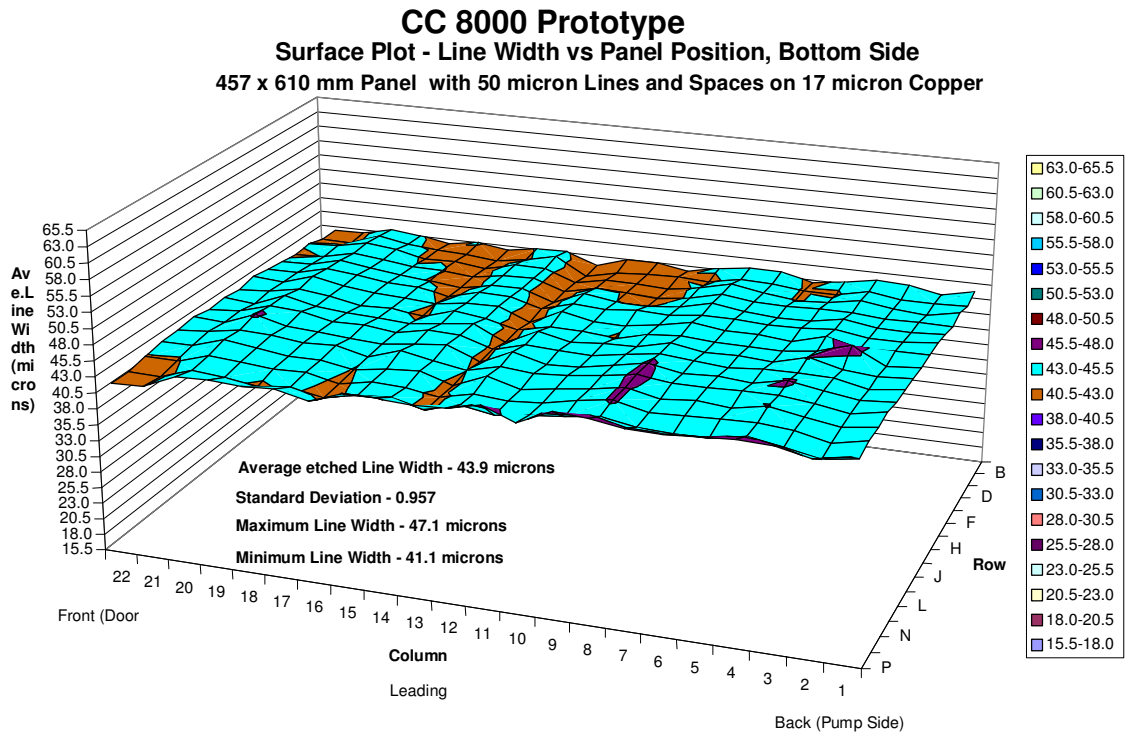 CC 8000 Prototype
Surface Plot - Line Width vs Panel Position, Bottom Side
457 x 610 mm Panel with 50 micron Lines and Spaces on 17 micron Copper
Av
e.L
ine
Wi
dth
(mi
cro
ns)
65.5
63.0
60.5
58.0
55.5
53.0
50.5
48.0
45.5
43.0
40.5
38.0
35.5
33.0
30.5
28.0
25.5
23.0
20.5
18.0
15.5
Average etched Line Width - 43.9 microns
Standard Deviation - 0.957
Maximum Line Width - 47.1 microns
Minimum Line Width - 41.1 microns
22
21
20
19
18
17
16
15
14
13
12
11
10
9
8
7
6
5
4
3
2
1
Front (Door
Column
Leading
Back (Pump Side)
B
D
F
H
J
L
N
P
Row
63.0-65.5
60.5-63.0
58.0-60.5
55.5-58.0
53.0-55.5
50.5-53.0
48.0-50.5
45.5-48.0
43.0-45.5
40.5-43.0
38.0-40.5
35.5-38.0
33.0-35.5
30.5-33.0
28.0-30.5
25.5-28.0
23.0-25.5
20.5-23.0
18.0-20.5
15.5-18.0